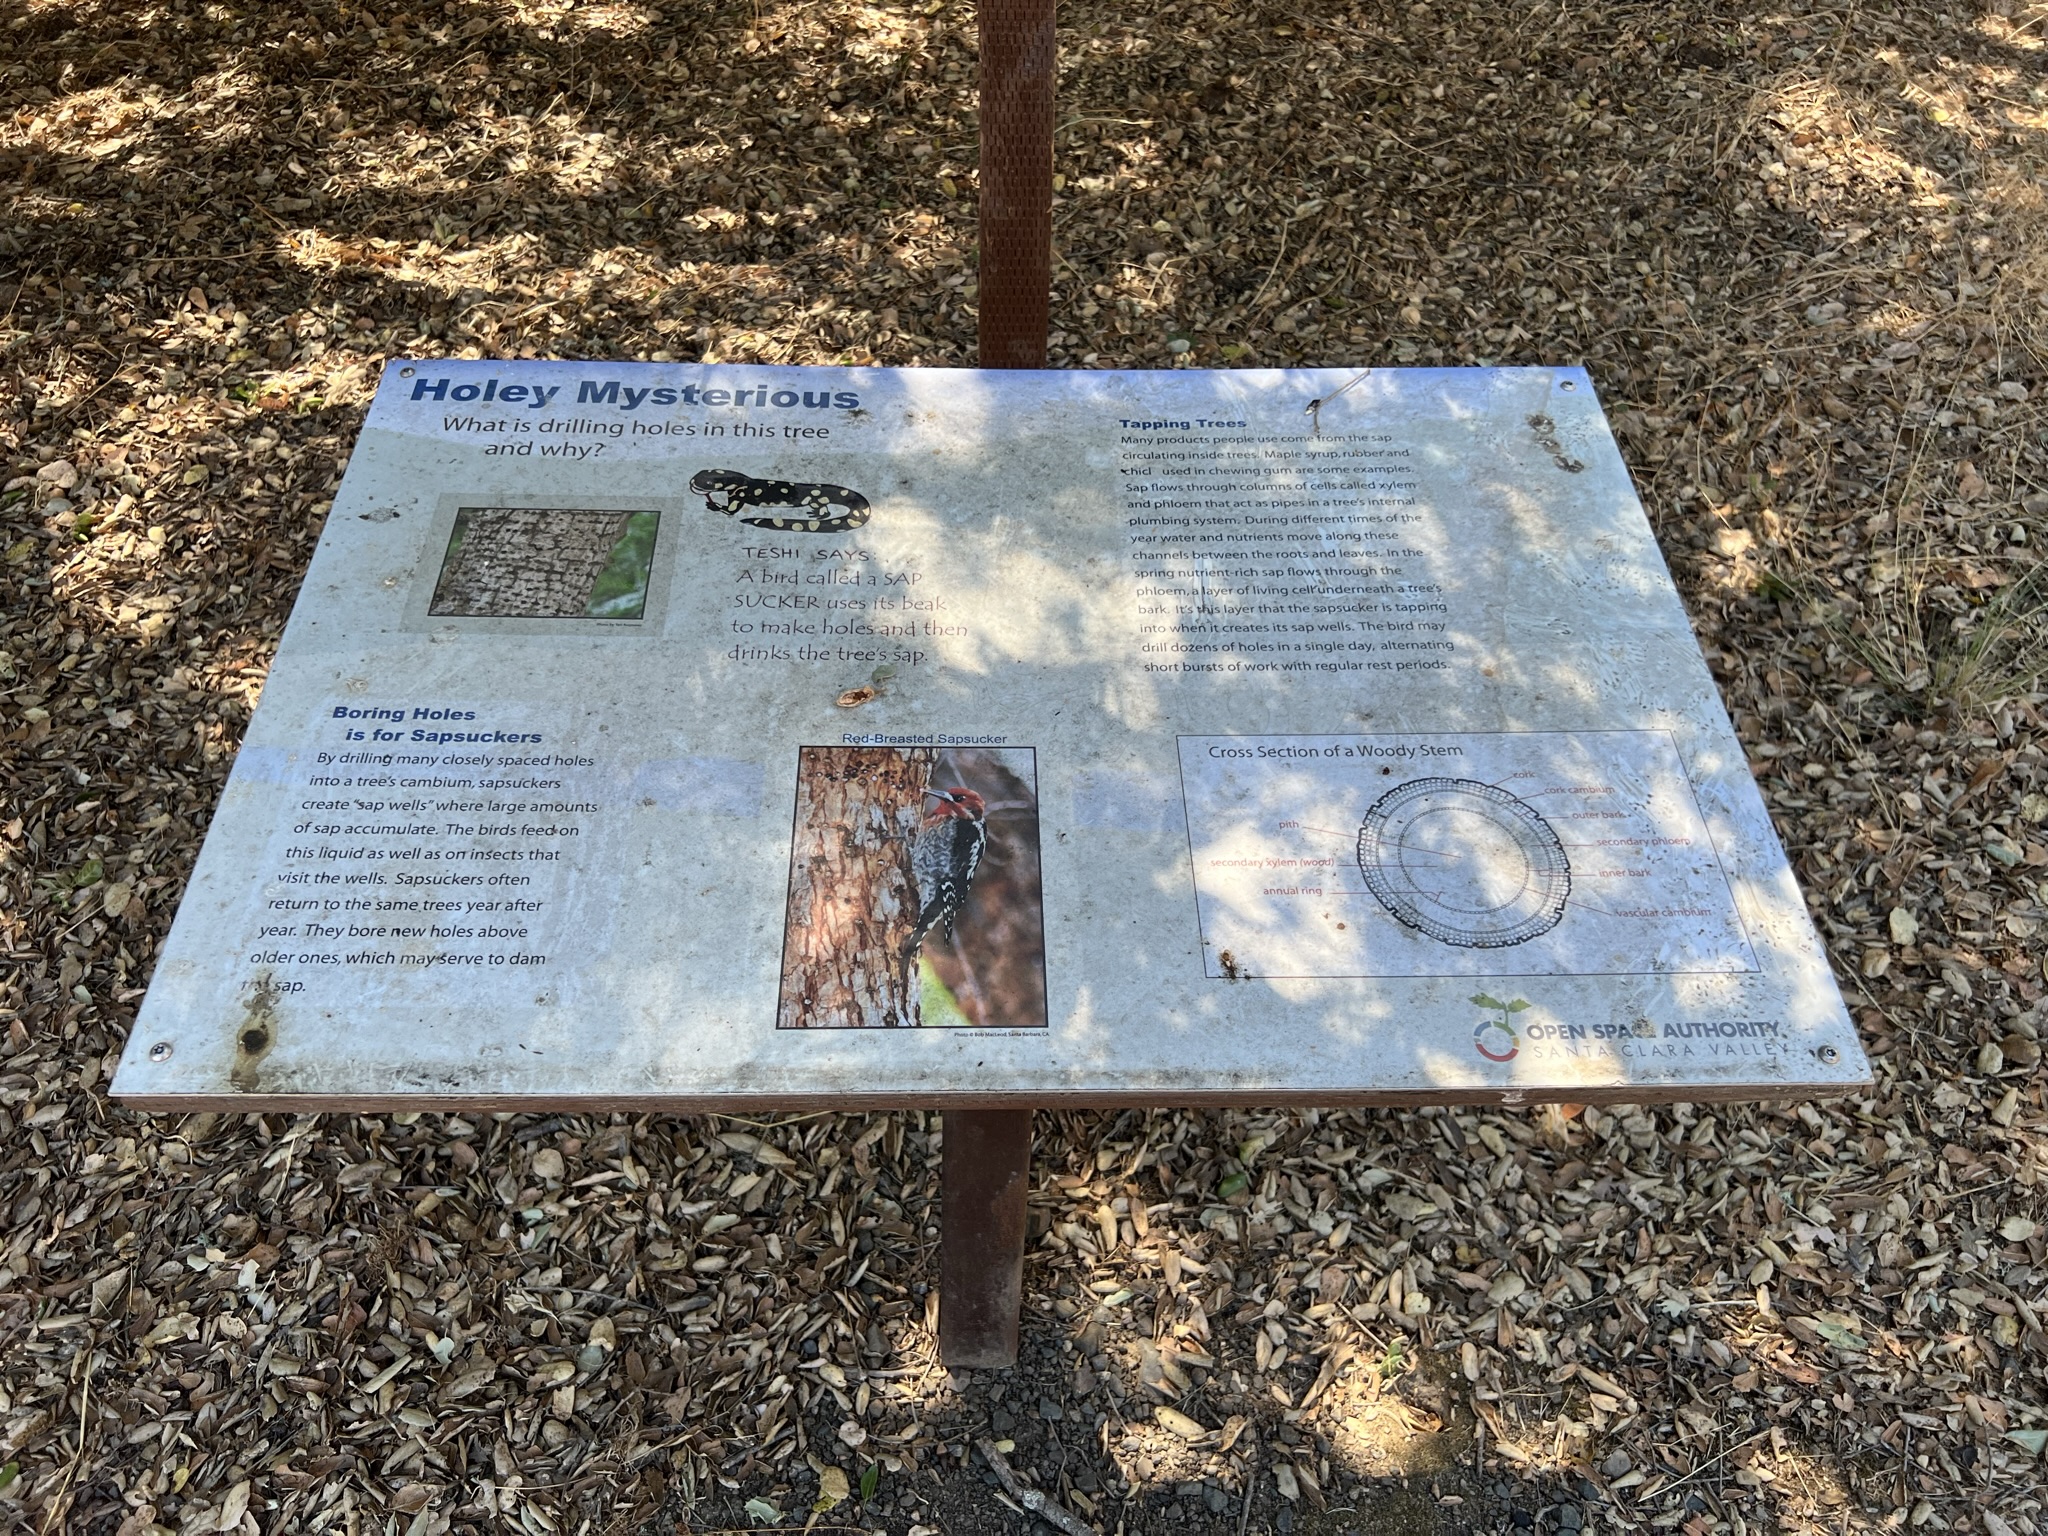 Holey Mysterious
What is drilling holes in this tree
and why?
TESHI SAYS:
A bird called a SAP
SUCKER uses its beak
to make holes and then
drinks the tree's sap.
Boring Holes
is for Sapsuckers
By drilling many closely spaced holes
into a tree's cambium, sapsuckers
create "sap wells" where large amounts
of sap accumulate. The birds feed on
this liquid as well as on insects that
visit the wells. Sapsuckers often
return to the same trees year after
year. They bore new holes above
older ones, which may serve to dam
sap.
Red-Breasted Sapsucker
Photo © Bob MacLeod, Santa Barbara, CA
Tapping Trees
Many products people use come from the sap
circulating inside trees. Maple syrup, rubber and
chicl used in chewing gum are some examples.
Sap flows through columns of cells called xylem
and phloem that act as pipes in a tree's internal
plumbing system. During different times of the
year water and nutrients move along these
channels between the roots and leaves. In the
spring nutrient-rich sap flows through the
phloem, a layer of living cell underneath a tree's
bark. It's this layer that the sapsucker is tapping
into when it creates its sap wells. The bird may
drill dozens of holes in a single day, alternating
short bursts of work with regular rest periods.
Cross Section of a Woody Stem
cork
cork cambium
outer bark
secondary phloem
inner bark
vascular cambium
pith
secondary xylem (wood)
annual ring
OPEN SPACE AUTHORITY
SANTA CLARA VALLEY